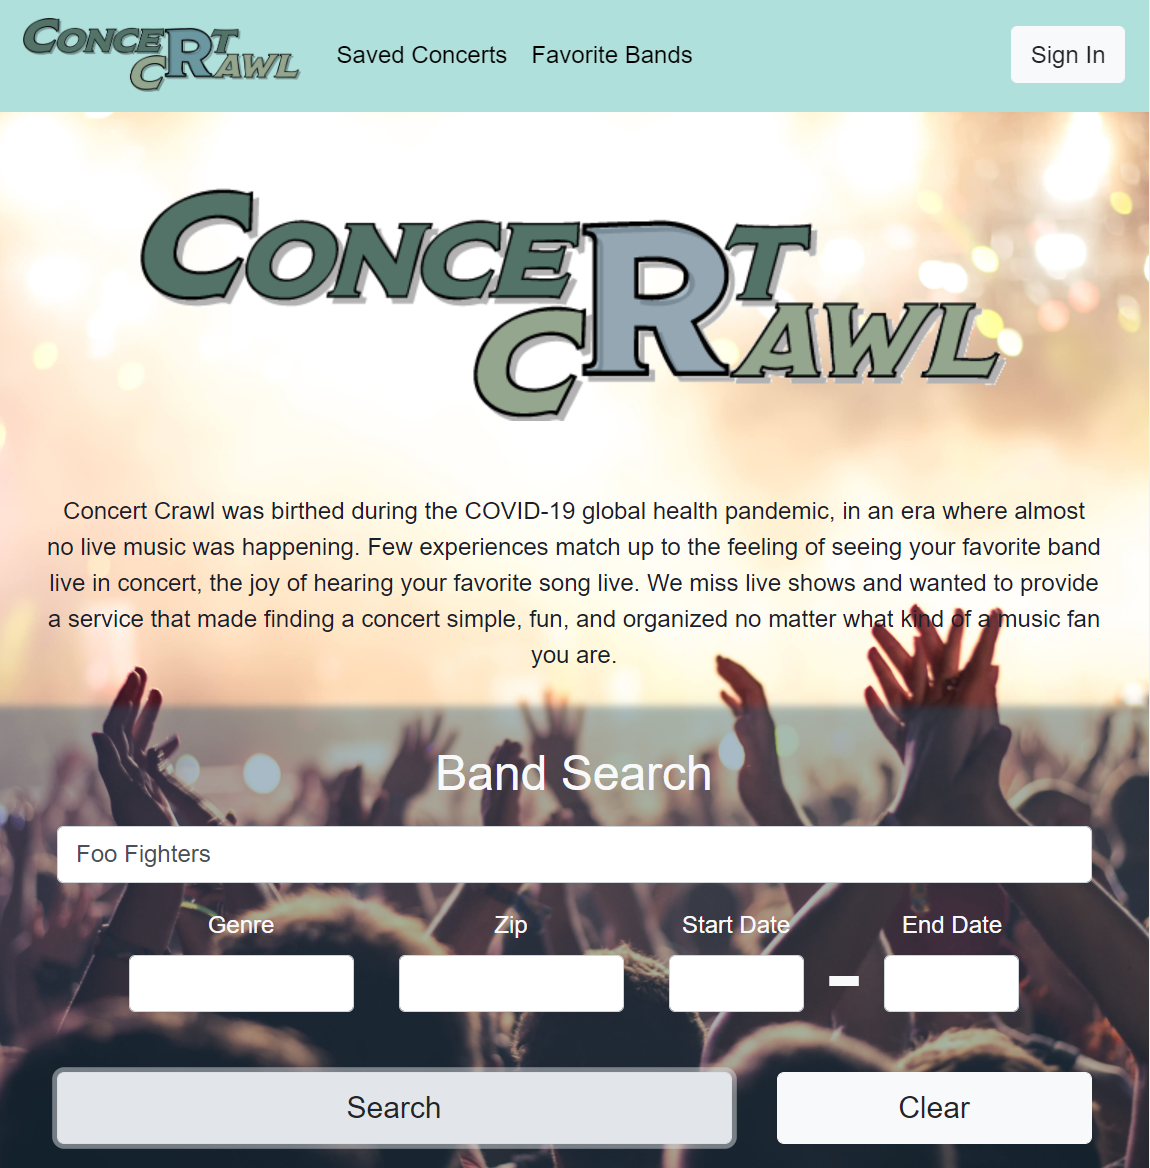 Concert Crawl
Saved Concerts Favorite Bands Sign In
Concert
Crawl
Concert Crawl was birthed during the COVID-19 global health pandemic, in an era where almost
no live music was happening. Few experiences match up to the feeling of seeing your favorite band
live in concert, the joy of hearing your favorite song live. We miss live shows and wanted to provide
a service that made finding a concert simple, fun, and organized no matter what kind of a music fan
you are.
Band Search
Foo Fighters
Genre Zip Start Date End Date
Search Clear